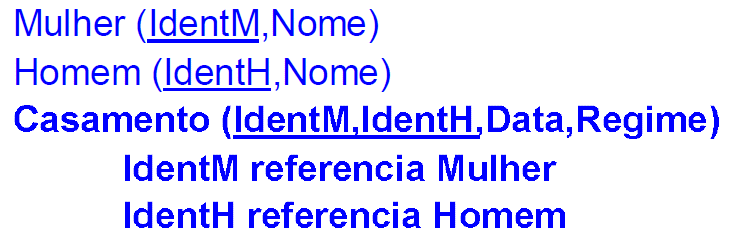 Mulher (IdentM,Nome)
Homem (IdentH,Nome)
Casamento (IdentM,IdentH,Data,Regime)
IdentM referencia Mulher
IdentH referencia Homem